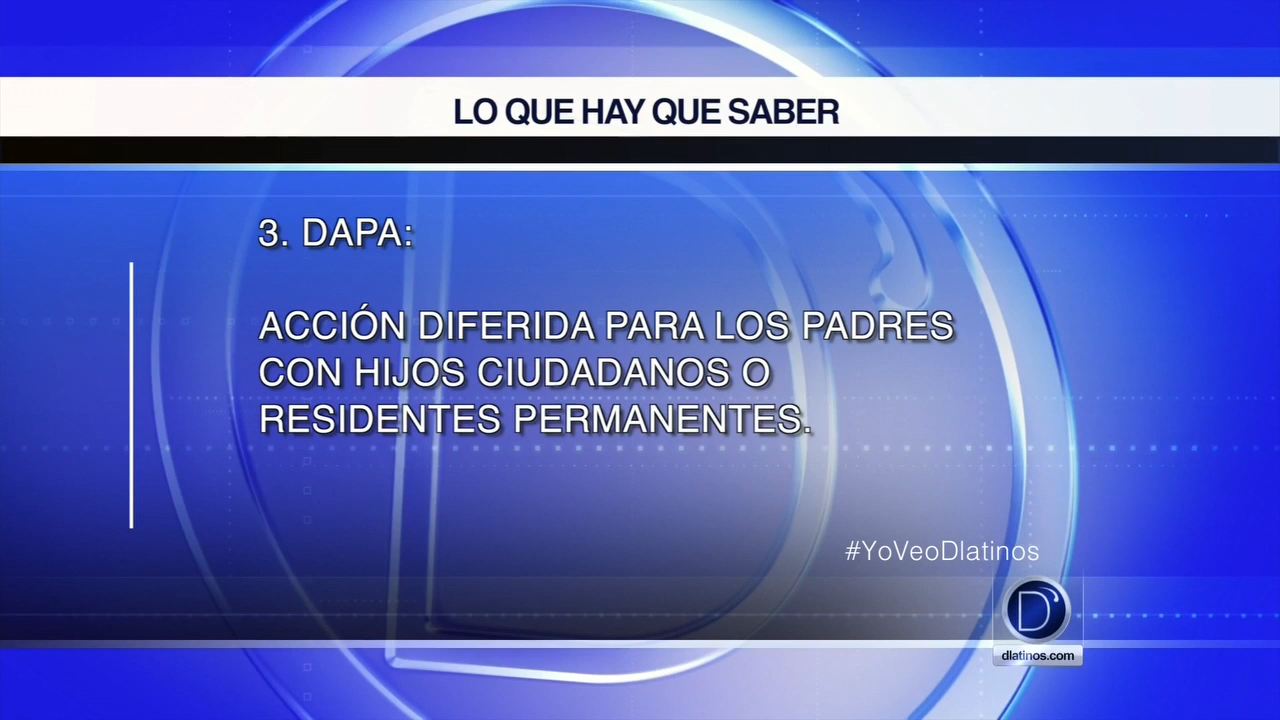 LO QUE HAY QUE SABER
3. DAPA:
ACCIÓN DIFERIDA PARA LOS PADRES
CON HIJOS CIUDADANOS O
RESIDENTES PERMANENTES.
#YoVeoDlatinos
D'
dlatinos.com